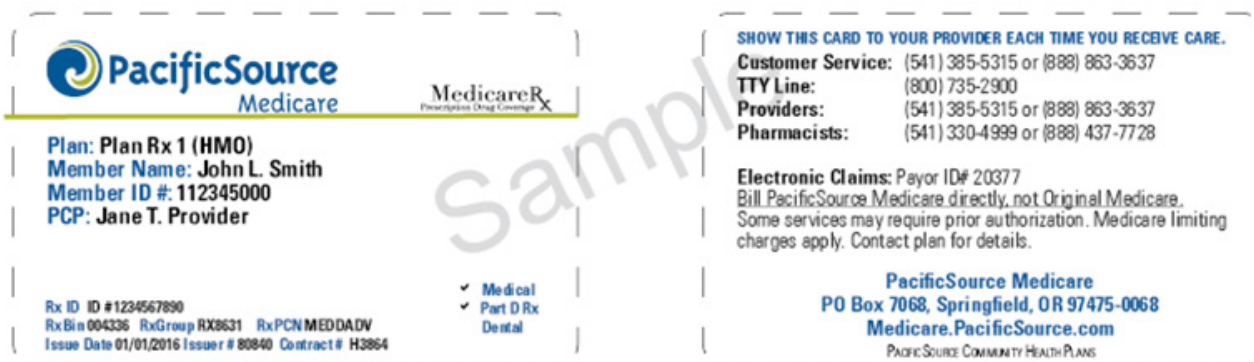 PacificSource
Medicare
MedicareRx
Prescription Drug Coverage
Plan: Plan Rx 1 (HMO)
Member Name: John L. Smith
Member ID #: 112345000
PCP: Jane T. Provider
Rx ID ID #1234567890
RxBin 004336 RxGroup RX8631 RxPCN MEDDADV
Issue Date 01/01/2016 Issuer # 80840 Contract # H3864
✓ Medical
✓ Part D Rx
Dental
Sample
SHOW THIS CARD TO YOUR PROVIDER EACH TIME YOU RECEIVE CARE.
Customer Service: (541) 385-5315 or (888) 863-3637
TTY Line: (800) 735-2900
Providers: (541) 385-5315 or (888) 863-3637
Pharmacists: (541) 330-4999 or (888) 437-7728
Electronic Claims: Payor ID# 20377
Bill PacificSource Medicare directly, not Original Medicare.
Some services may require prior authorization. Medicare limiting
charges apply. Contact plan for details.
PacificSource Medicare
PO Box 7068, Springfield, OR 97475-0068
Medicare.PacificSource.com
PACIFICSOURCE COMMUNITY HEALTH PLANS